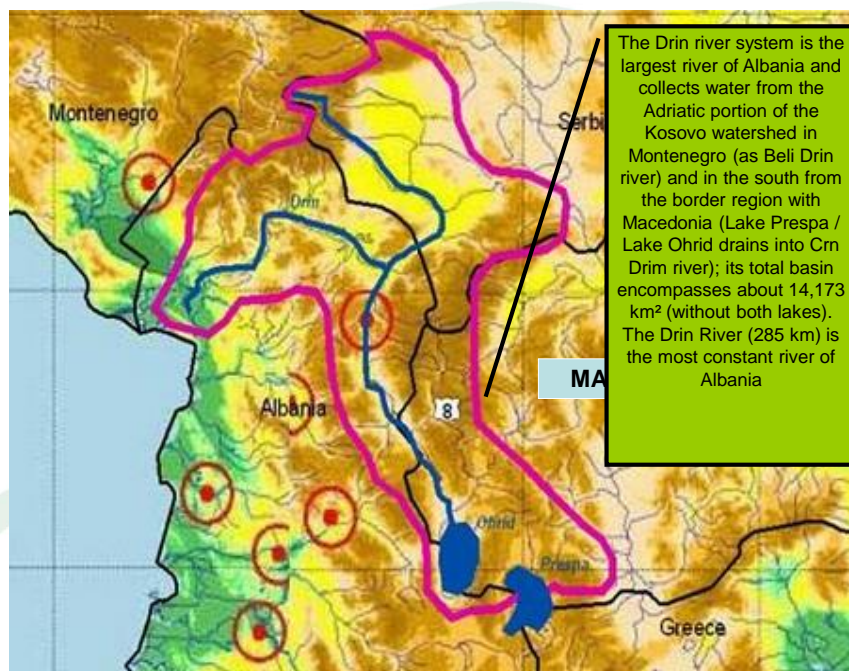 The Drin river system is the
largest river of Albania and
collects water from the
Adriatic portion of the
Kosovo watershed in
Montenegro (as Beli Drin
river) and in the south from
the border region with
Macedonia (Lake Prespa /
Lake Ohrid drains into Crn
Drim river); its total basin
encompasses about 14,173
km² (without both lakes).
The Drin River (285 km) is
the most constant river of
Albania
Montenegro
Serbi
Drin
MA
Albania
8
Ohrid
Prespa
Greece